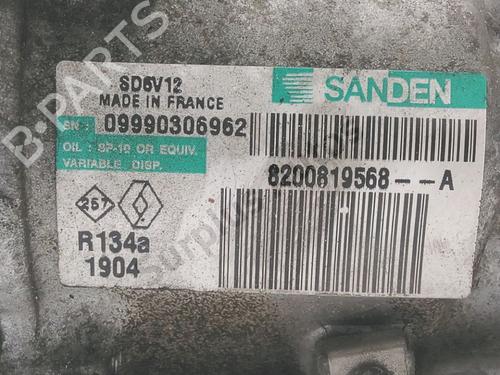 SD6V12
MADE IN FRANCE
SANDEN
SN : 09990306962
OIL : SP-10 OR EQUIV.
VARIABLE DISP.
8200819568--A
257
R134a
1904
B-PARTS
surplus